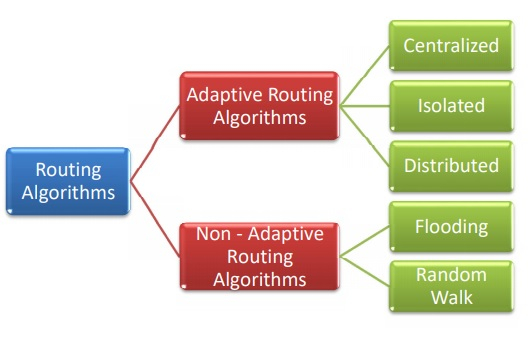 Routing
Algorithms
Adaptive Routing
Algorithms
Centralized
Isolated
Distributed
Non - Adaptive
Routing
Algorithms
Flooding
Random
Walk